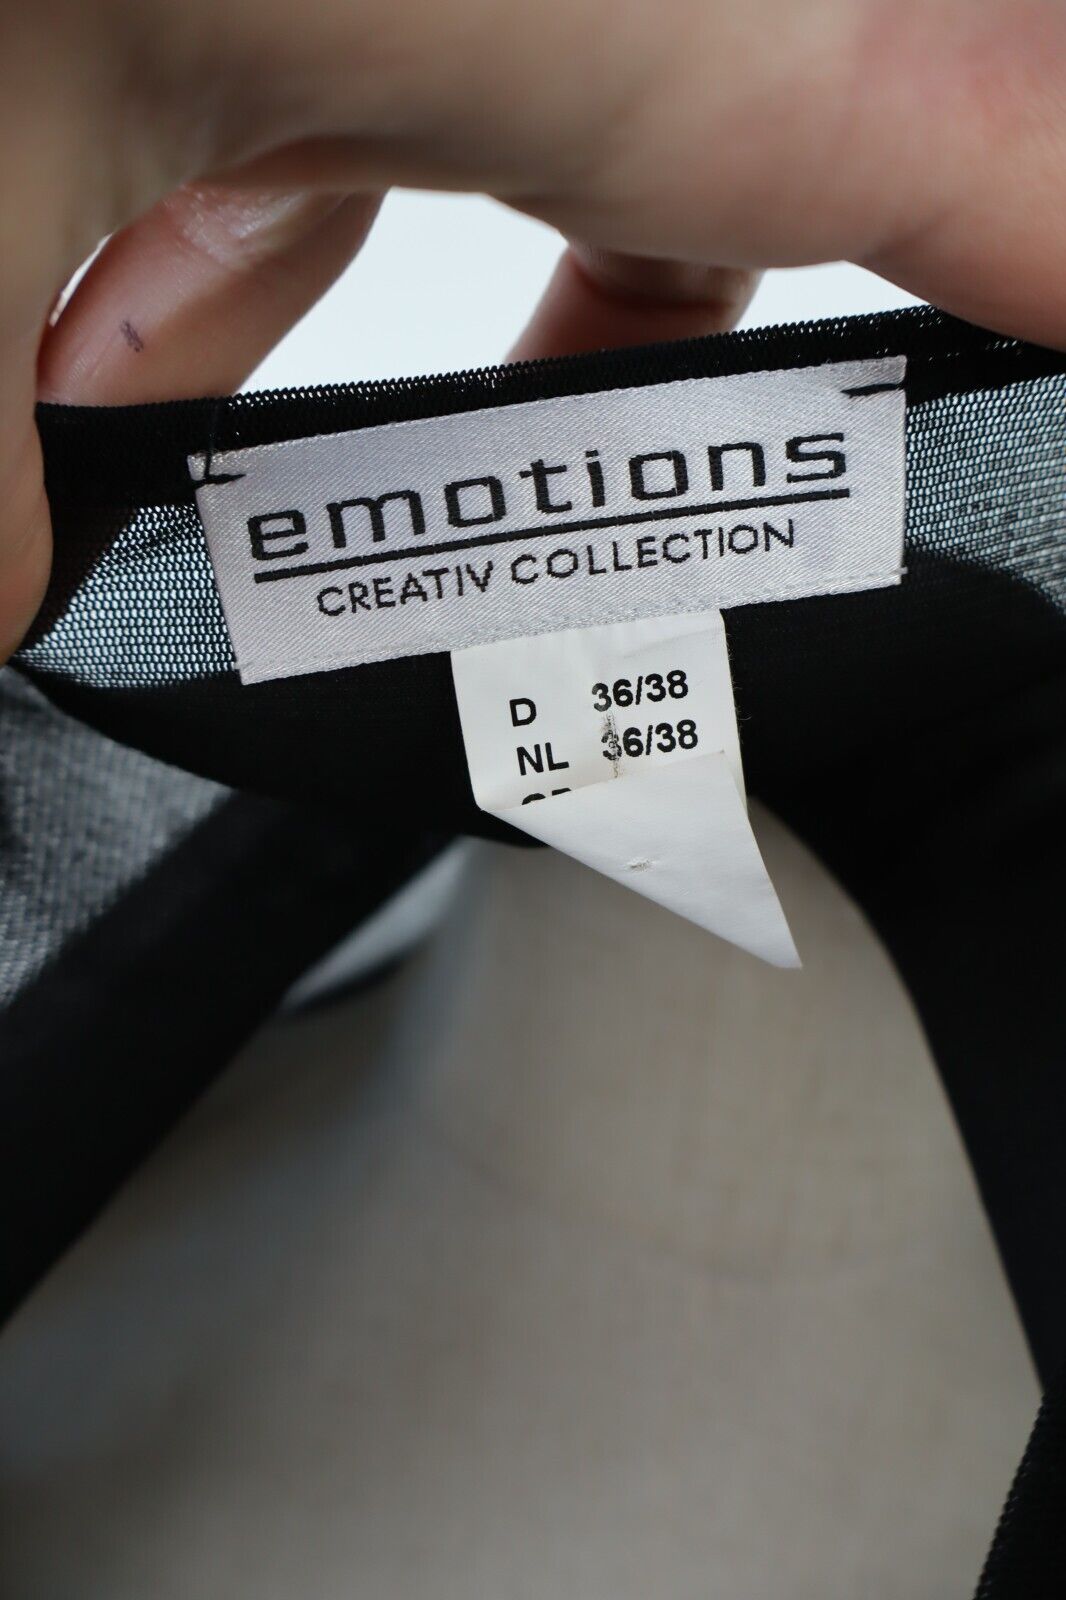 emotions
CREATIV COLLECTION
D 36/38
NL 36/38